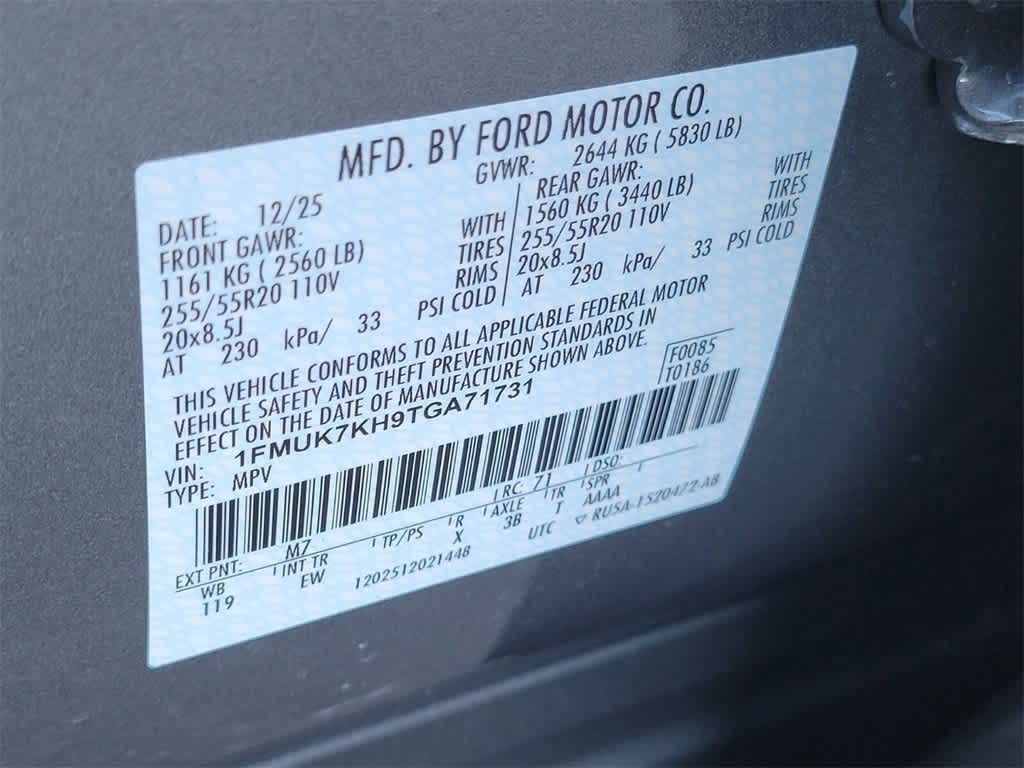 MFD. BY FORD MOTOR CO.
DATE: 12/25 GVWR: 2644 KG ( 5830 LB)
FRONT GAWR: WITH REAR GAWR: WITH
1161 KG ( 2560 LB) TIRES 1560 KG ( 3440 LB) TIRES
255/55R20 110V RIMS 255/55R20 110V RIMS
20x8.5J PSI COLD 20x8.5J PSI COLD
AT 230 kPa/ 33 AT 230 kPa/ 33
THIS VEHICLE CONFORMS TO ALL APPLICABLE FEDERAL MOTOR
VEHICLE SAFETY AND THEFT PREVENTION STANDARDS IN
EFFECT ON THE DATE OF MANUFACTURE SHOWN ABOVE.
F0085
VIN: 1FMUK7KH9TGA71731 T0186
TYPE: MPV
EXT PNT: M7 RC: 71 DSO:
WB INT TR TP/PS R AXLE TR SPR
119 EW X 3B T AAAA
1202512021448 UTC ▽ RUSA-1520472-AB